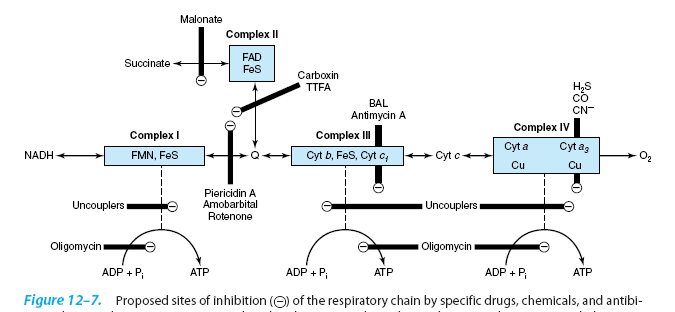 Malonate
Complex II
FAD
FeS
Succinate
Carboxin
TTFA
BAL
Antimycin A
H₂S
CO
CN⁻
Complex I
Complex III
Complex IV
NADH
FMN, FeS
Q
Cyt b, FeS, Cyt c₁
Cyt c
Cyt a
Cyt a₃
Cu
Cu
O₂
Piericidin A
Amobarbital
Rotenone
Uncouplers
Uncouplers
Oligomycin
Oligomycin
ADP + Pᵢ
ATP
ADP + Pᵢ
ATP
ADP + Pᵢ
ATP
Figure 12–7. Proposed sites of inhibition (⊖) of the respiratory chain by specific drugs, chemicals, and antibi-